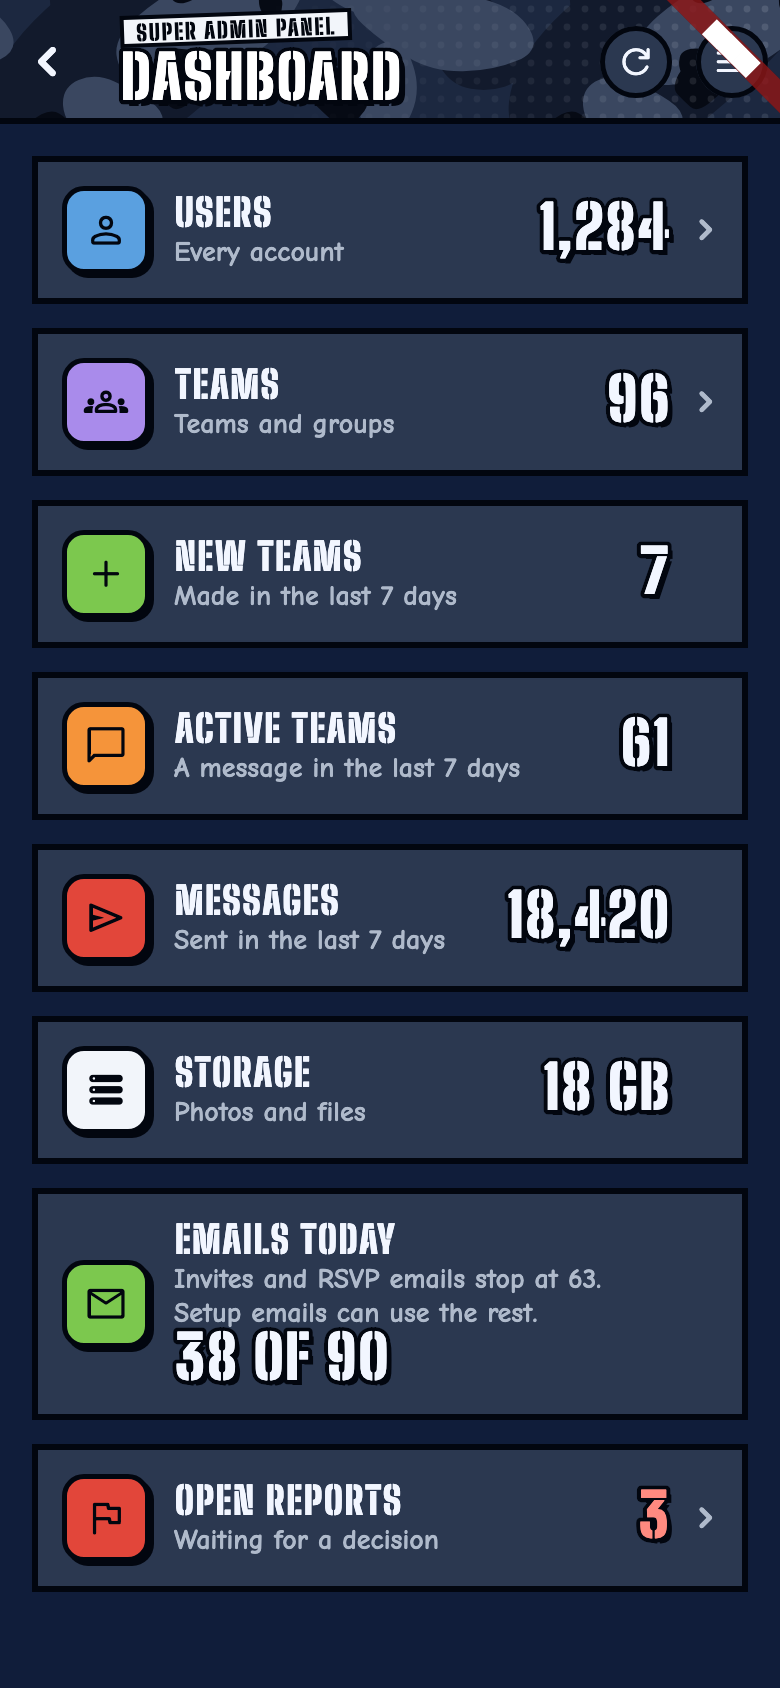 SUPER ADMIN PANEL
DASHBOARD
USERS
Every account
1,284
TEAMS
Teams and groups
96
NEW TEAMS
Made in the last 7 days
7
ACTIVE TEAMS
A message in the last 7 days
61
MESSAGES
Sent in the last 7 days
18,420
STORAGE
Photos and files
18 GB
EMAILS TODAY
Invites and RSVP emails stop at 63.
Setup emails can use the rest.
38 OF 90
OPEN REPORTS
Waiting for a decision
3